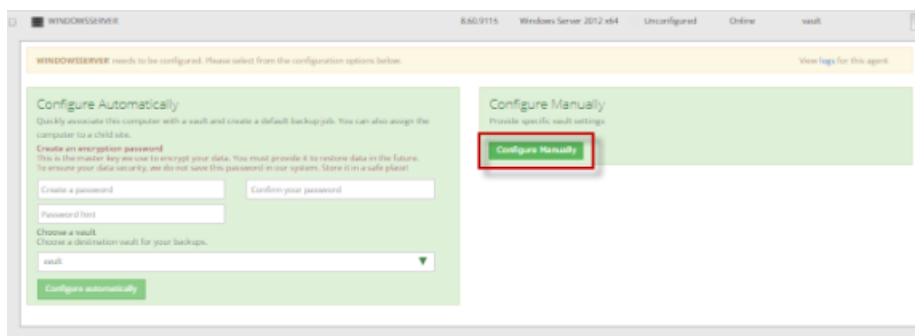 WINDOWSSERVER 8.60.9115 Windows Server 2012 x64 Unconfigured Online vault
WINDOWSSERVER needs to be configured. Please select from the configuration options below. View logs for this agent
Configure Automatically
Quickly associate this computer with a vault and create a default backup job. You can also assign the
computer to a child site.
Create an encryption password
This is the master key we use to encrypt your data. You must provide it to restore data in the future.
To ensure your data security, we do not save this password in our system. Store it in a safe place!
Create a password Confirm your password
Password hint
Choose a vault
Choose a destination vault for your backups.
vault
Configure automatically
Configure Manually
Provide specific vault settings
Configure Manually